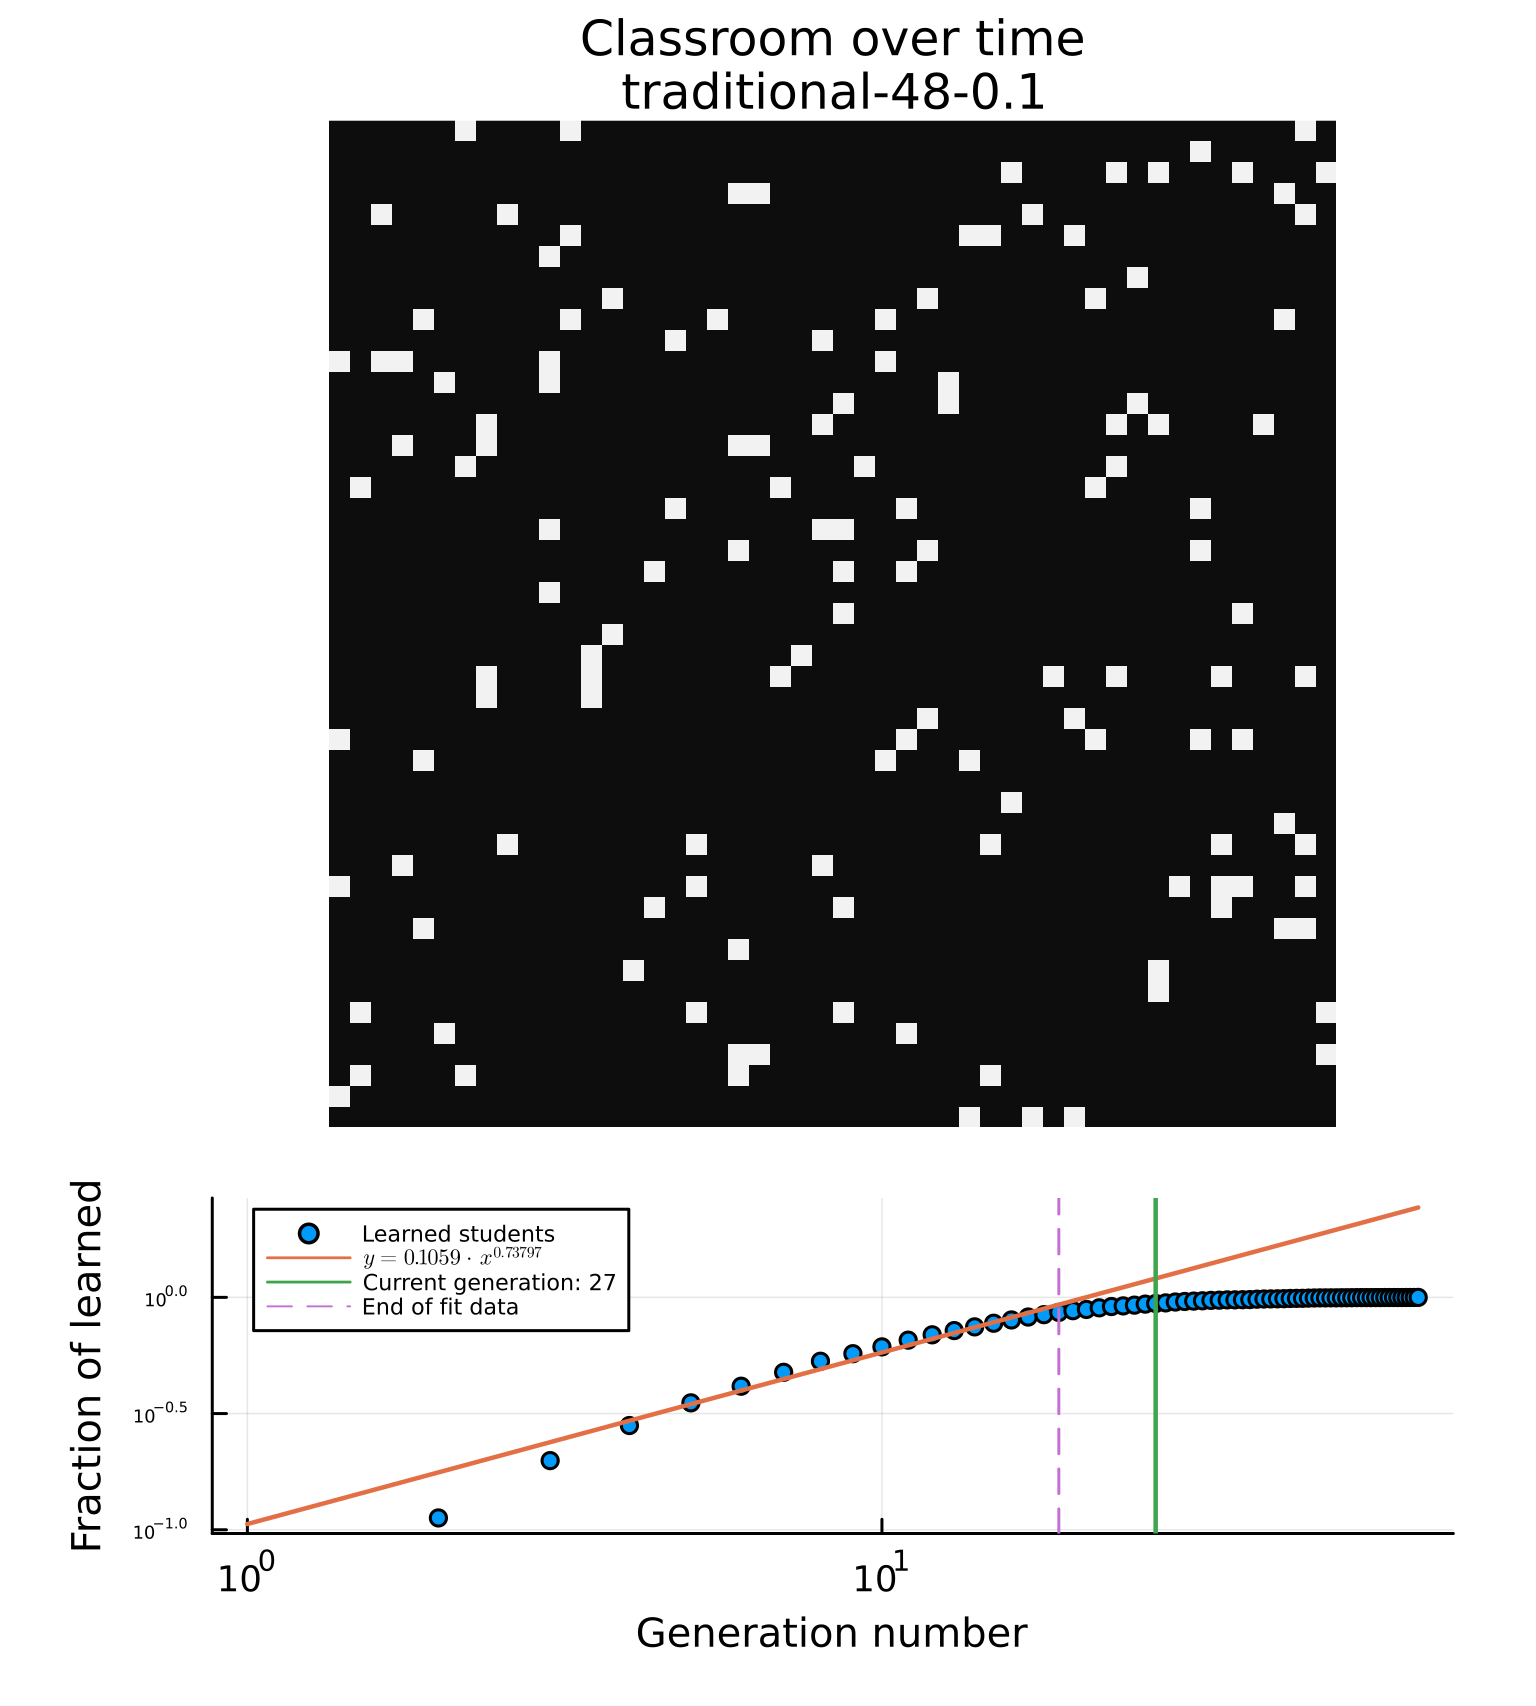 Classroom over time
traditional-48-0.1
Fraction of learned
Learned students
y = 0.1059 · x^0.73797
Current generation: 27
End of fit data
10^0.0
10^−0.5
10^−1.0
10^0
10^1
Generation number